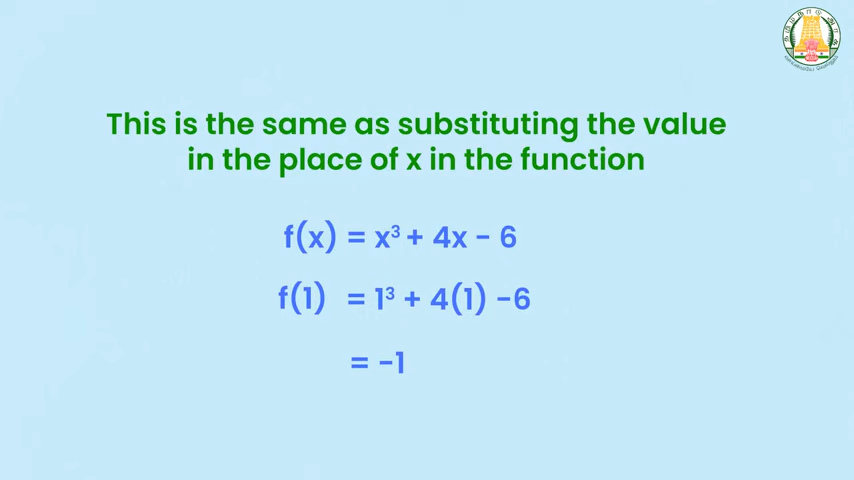 This is the same as substituting the value
in the place of x in the function
f(x) = x³ + 4x − 6
f(1) = 1³ + 4(1) −6
= −1